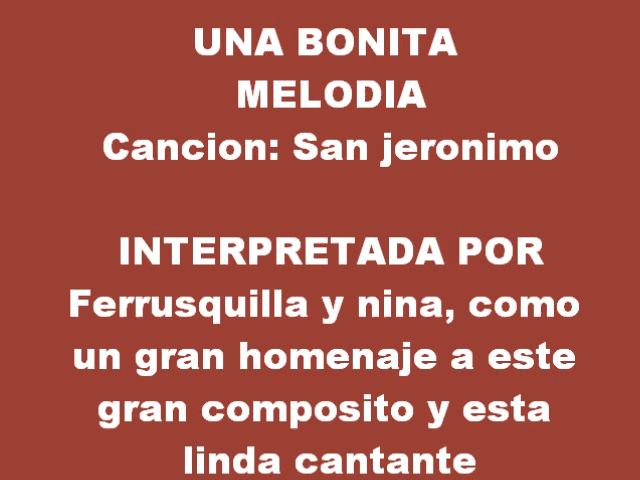 UNA BONITA
MELODIA
Cancion: San jeronimo
INTERPRETADA POR
Ferrusquilla y nina, como
un gran homenaje a este
gran composito y esta
linda cantante